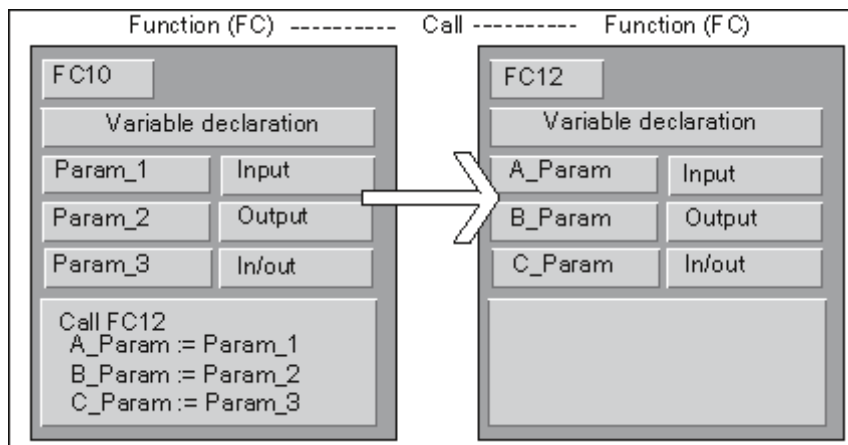 Function (FC) ---------- Call ---------- Function (FC)
FC10
Variable declaration
Param_1 Input
Param_2 Output
Param_3 In/out
Call FC12
A_Param := Param_1
B_Param := Param_2
C_Param := Param_3
FC12
Variable declaration
A_Param Input
B_Param Output
C_Param In/out